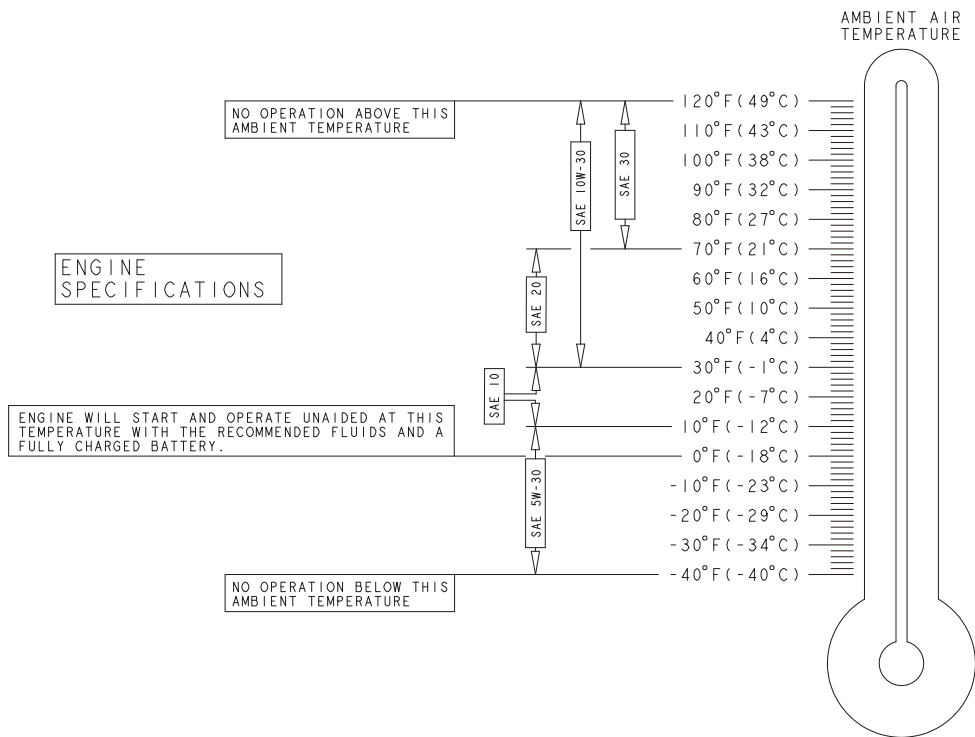 AMBIENT AIR
TEMPERATURE
NO OPERATION ABOVE THIS
AMBIENT TEMPERATURE
120°F(49°C)
110°F(43°C)
100°F(38°C)
90°F(32°C)
80°F(27°C)
70°F(21°C)
60°F(16°C)
50°F(10°C)
40°F(4°C)
30°F(-1°C)
20°F(-7°C)
10°F(-12°C)
0°F(-18°C)
-10°F(-23°C)
-20°F(-29°C)
-30°F(-34°C)
-40°F(-40°C)
SAE 10W-30
SAE 30
SAE 20
SAE 10
SAE 5W-30
ENGINE
SPECIFICATIONS
ENGINE WILL START AND OPERATE UNAIDED AT THIS
TEMPERATURE WITH THE RECOMMENDED FLUIDS AND A
FULLY CHARGED BATTERY.
NO OPERATION BELOW THIS
AMBIENT TEMPERATURE